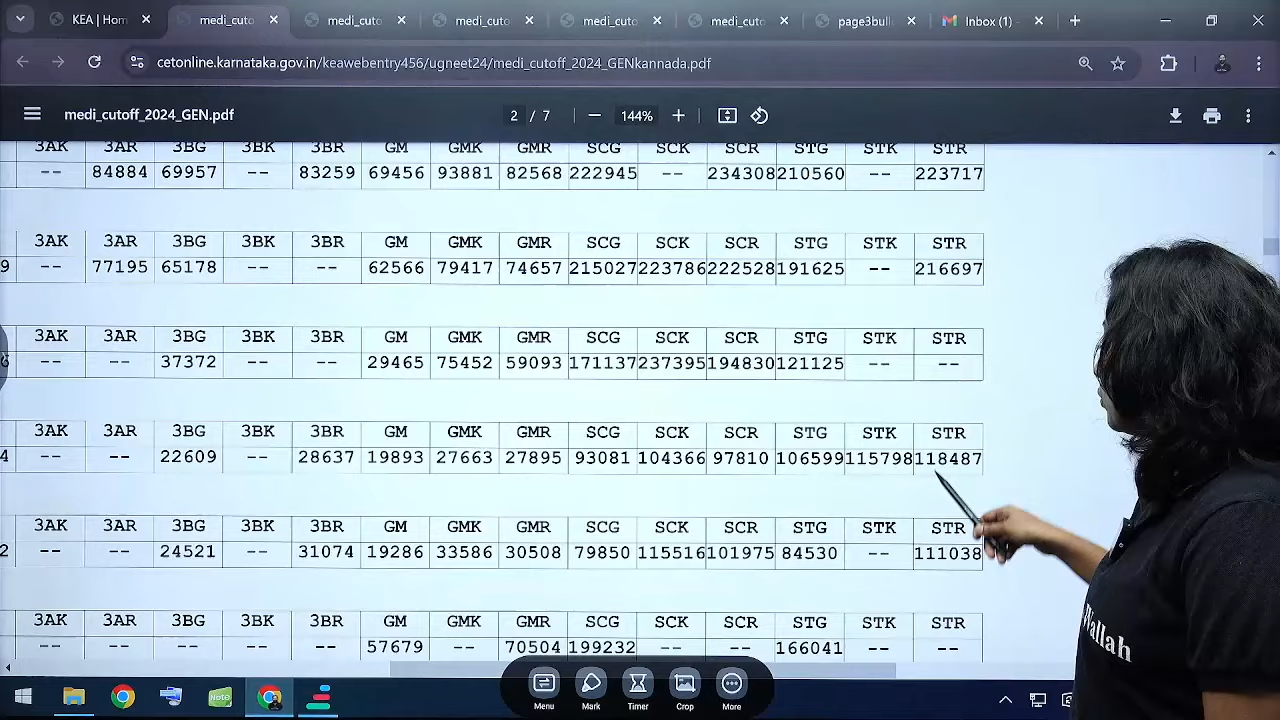 KEA | Hom
medi_cuto
medi_cuto
medi_cuto
medi_cuto
medi_cuto
page3bull
Inbox (1)
cetonline.karnataka.gov.in/keawebentry456/ugneet24/medi_cutoff_2024_GENkannada.pdf
medi_cutoff_2024_GEN.pdf
2 / 7
144%
3AK 3AR 3BG 3BK 3BR GM GMK GMR SCG SCK SCR STG STK STR
-- 84884 69957 -- 83259 69456 93881 82568 222945 -- 234308 210560 -- 223717
3AK 3AR 3BG 3BK 3BR GM GMK GMR SCG SCK SCR STG STK STR
9 -- 77195 65178 -- -- 62566 79417 74657 215027 223786 222528 191625 -- 216697
3AK 3AR 3BG 3BK 3BR GM GMK GMR SCG SCK SCR STG STK STR
-- -- 37372 -- -- 29465 75452 59093 171137 237395 194830 121125 -- --
3AK 3AR 3BG 3BK 3BR GM GMK GMR SCG SCK SCR STG STK STR
4 -- -- 22609 -- 28637 19893 27663 27895 93081 104366 97810 106599 115798 118487
3AK 3AR 3BG 3BK 3BR GM GMK GMR SCG SCK SCR STG STK STR
2 -- -- 24521 -- 31074 19286 33586 30508 79850 115516 101975 84530 -- 111038
3AK 3AR 3BG 3BK 3BR GM GMK GMR SCG SCK SCR STG STK STR
-- -- -- -- -- 57679 -- 70504 199232 -- -- 166041 -- --
Wallah
Menu Mark Timer Crop More
Note